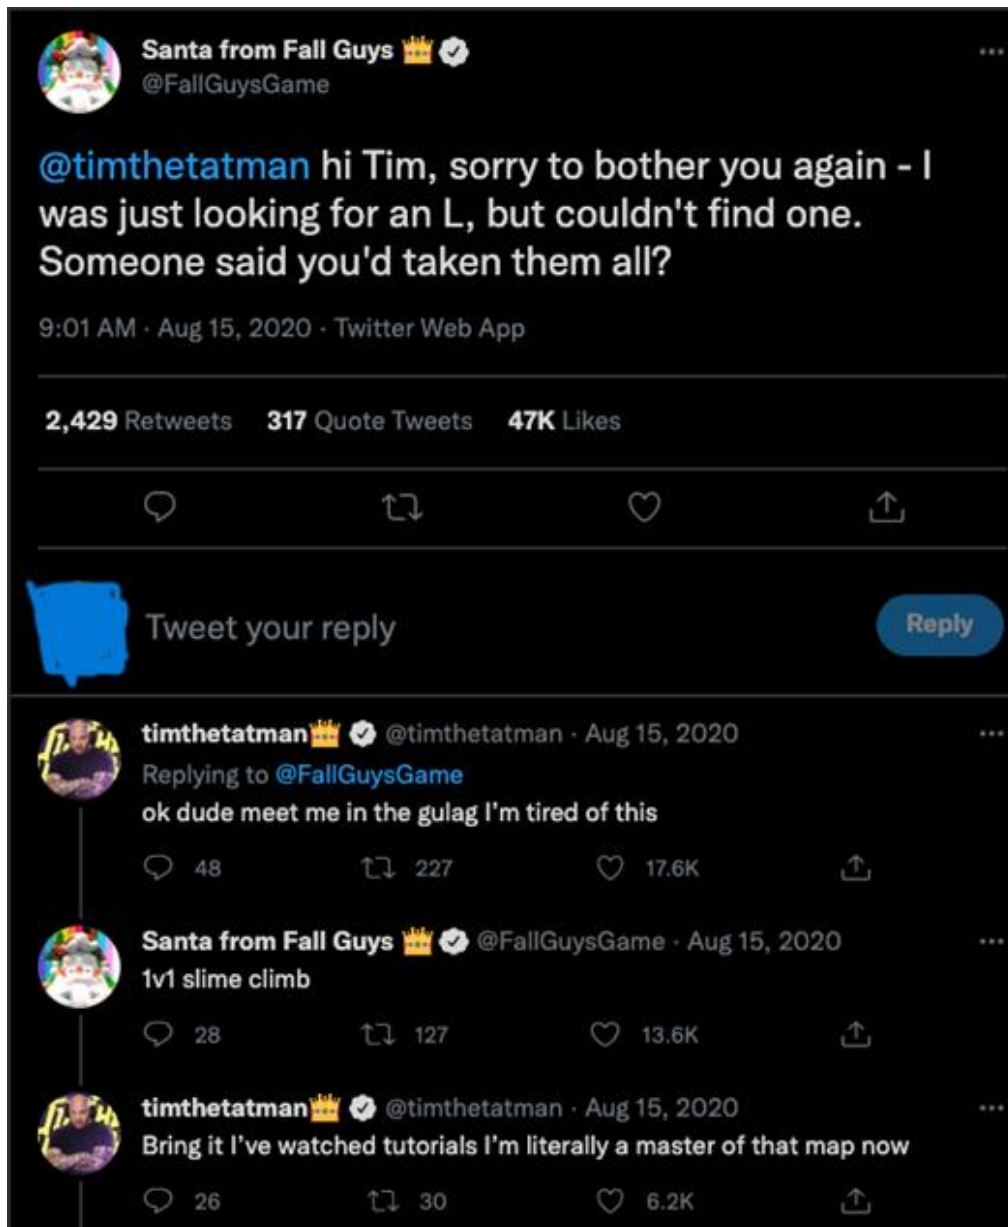 Santa from Fall Guys 👑
@FallGuysGame
@timthetatman hi Tim, sorry to bother you again - I
was just looking for an L, but couldn't find one.
Someone said you'd taken them all?
9:01 AM · Aug 15, 2020 · Twitter Web App
2,429 Retweets 317 Quote Tweets 47K Likes
Tweet your reply
Reply
timthetatman👑 @timthetatman · Aug 15, 2020
Replying to @FallGuysGame
ok dude meet me in the gulag I'm tired of this
48 227 17.6K
Santa from Fall Guys 👑 @FallGuysGame · Aug 15, 2020
1v1 slime climb
28 127 13.6K
timthetatman👑 @timthetatman · Aug 15, 2020
Bring it I've watched tutorials I'm literally a master of that map now
26 30 6.2K